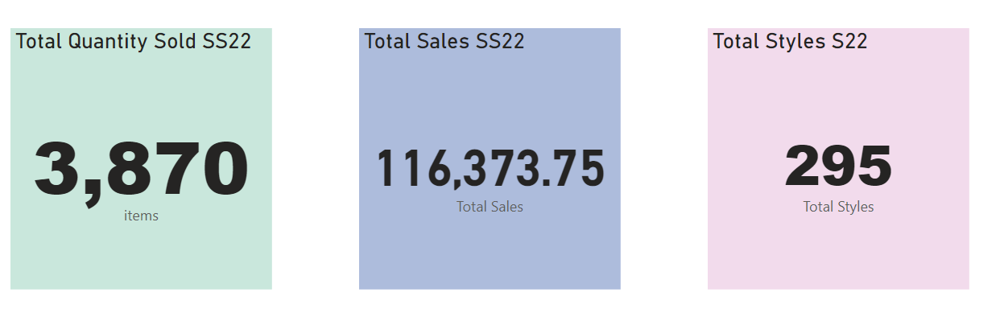 Total Quantity Sold SS22
3,870
items
Total Sales SS22
116,373.75
Total Sales
Total Styles S22
295
Total Styles